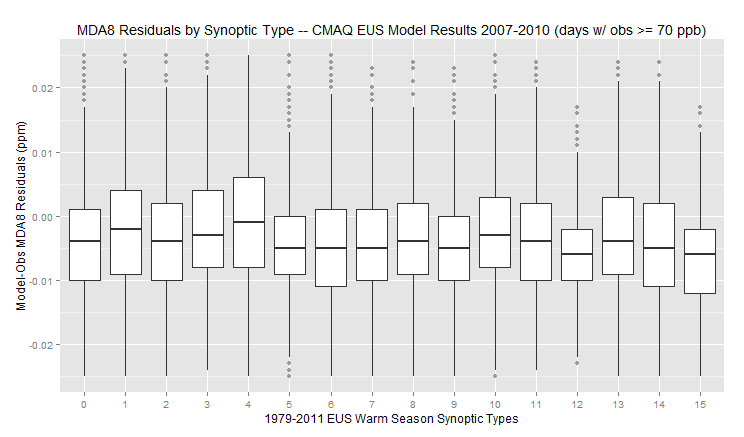 MDA8 Residuals by Synoptic Type -- CMAQ EUS Model Results 2007-2010 (days w/ obs >= 70 ppb)
Model-Obs MDA8 Residuals (ppm)
0.02
0.01
0.00
-0.01
-0.02
0 1 2 3 4 5 6 7 8 9 10 11 12 13 14 15
1979-2011 EUS Warm Season Synoptic Types